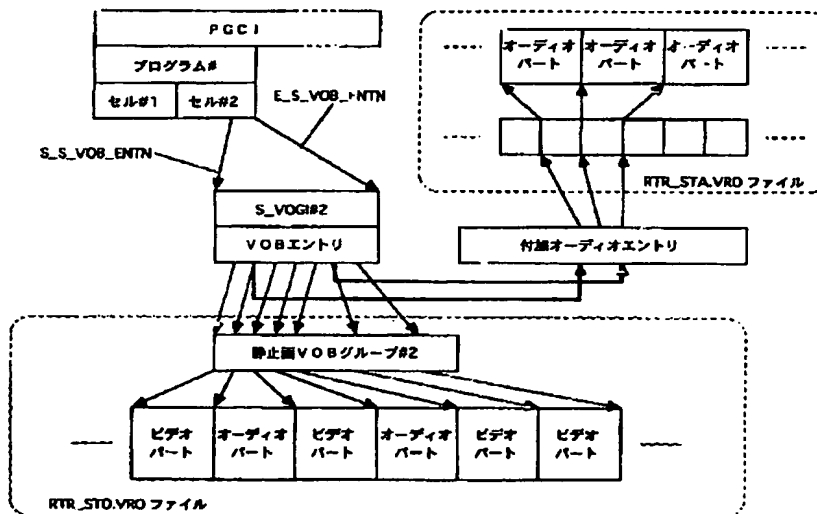 PGCI
プログラム#
セル#1 セル#2
E_S_VOB_ENTN
S_S_VOB_ENTN
S_VOGI#2
VOBエントリ
オーディオ
パート
オーディオ
パート
オーディオ
パート
RTR_STA.VRO ファイル
付加オーディオエントリ
静止画VOBグループ#2
ビデオ
パート
オーディオ
パート
ビデオ
パート
オーディオ
パート
ビデオ
パート
ビデオ
パート
RTR_STO.VRO ファイル